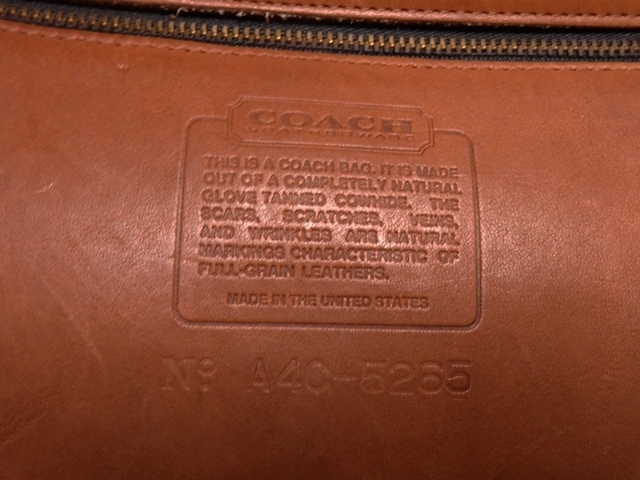 COACH
LEATHERWARE
THIS IS A COACH BAG. IT IS MADE
OUT OF A COMPLETELY NATURAL
GLOVE TANNED COWHIDE. THE
SCARS, SCRATCHES, VEINS,
AND WRINKLES ARE NATURAL
MARKINGS CHARACTERISTIC OF
FULL-GRAIN LEATHERS.
MADE IN THE UNITED STATES
Nº A4C-5265